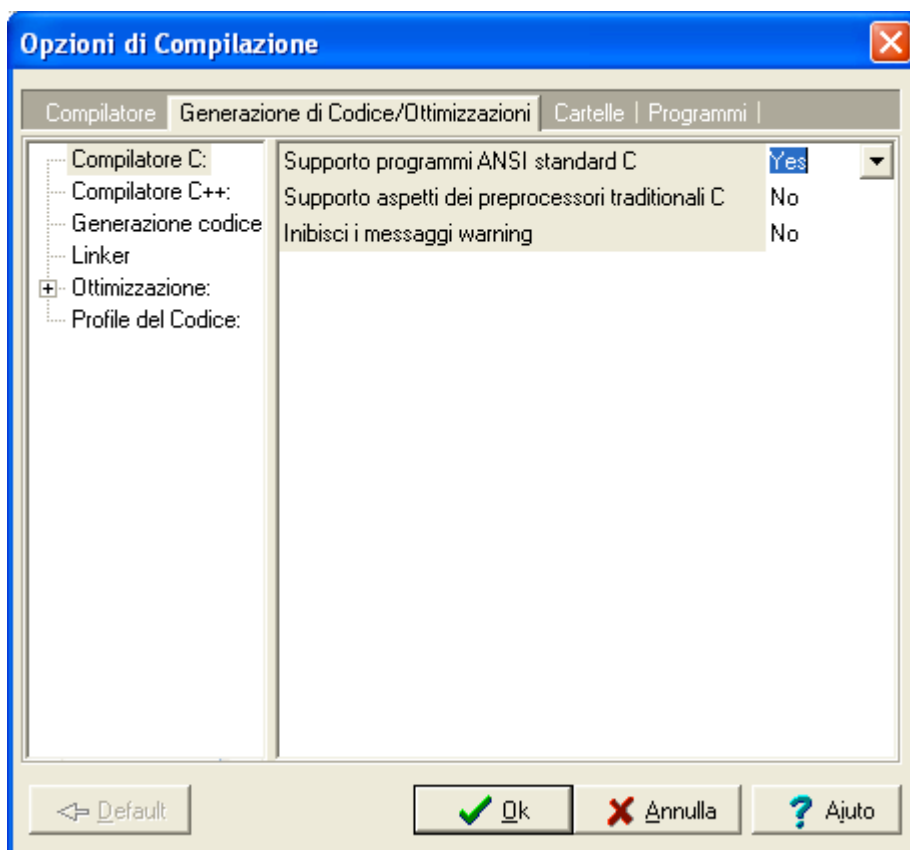 Opzioni di Compilazione
Compilatore Generazione di Codice/Ottimizzazioni Cartelle Programmi
Compilatore C:
Compilatore C++:
Generazione codice
Linker
Ottimizzazione:
Profile del Codice:
Supporto programmi ANSI standard C Yes
Supporto aspetti dei preprocessori traditionali C No
Inibisci i messaggi warning No
Default Ok Annulla Ajuto